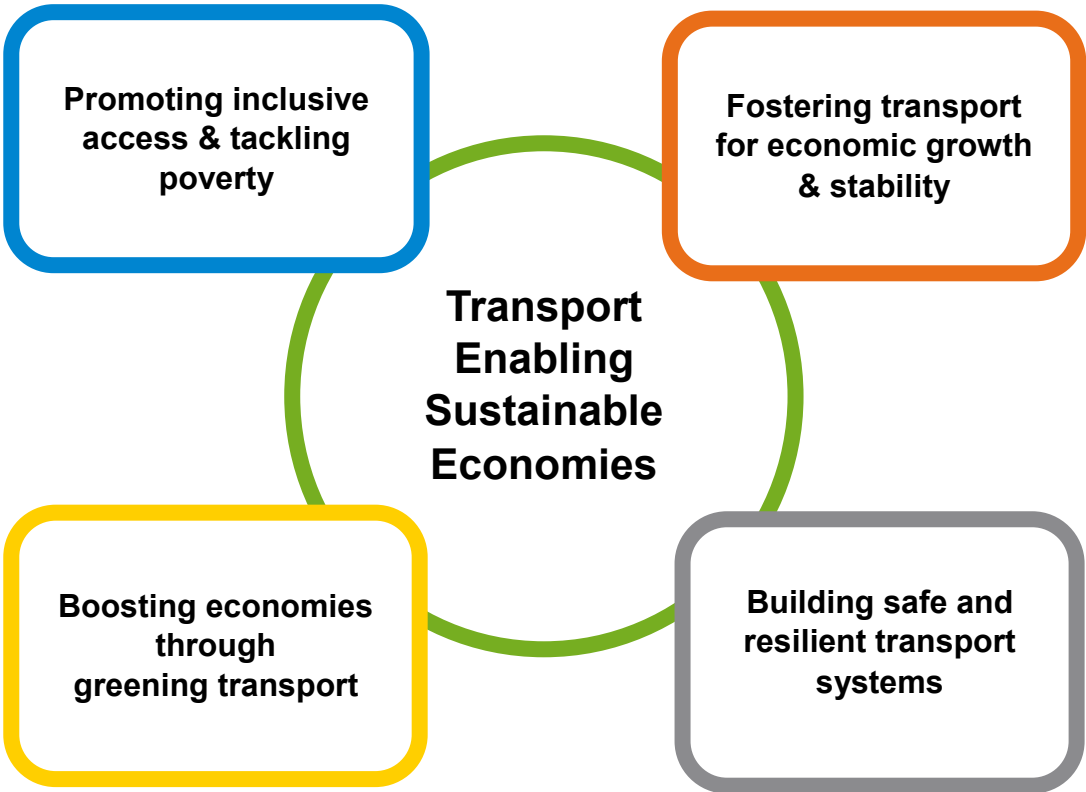 Promoting inclusive
access & tackling
poverty
Fostering transport
for economic growth
& stability
Transport
Enabling
Sustainable
Economies
Boosting economies
through
greening transport
Building safe and
resilient transport
systems